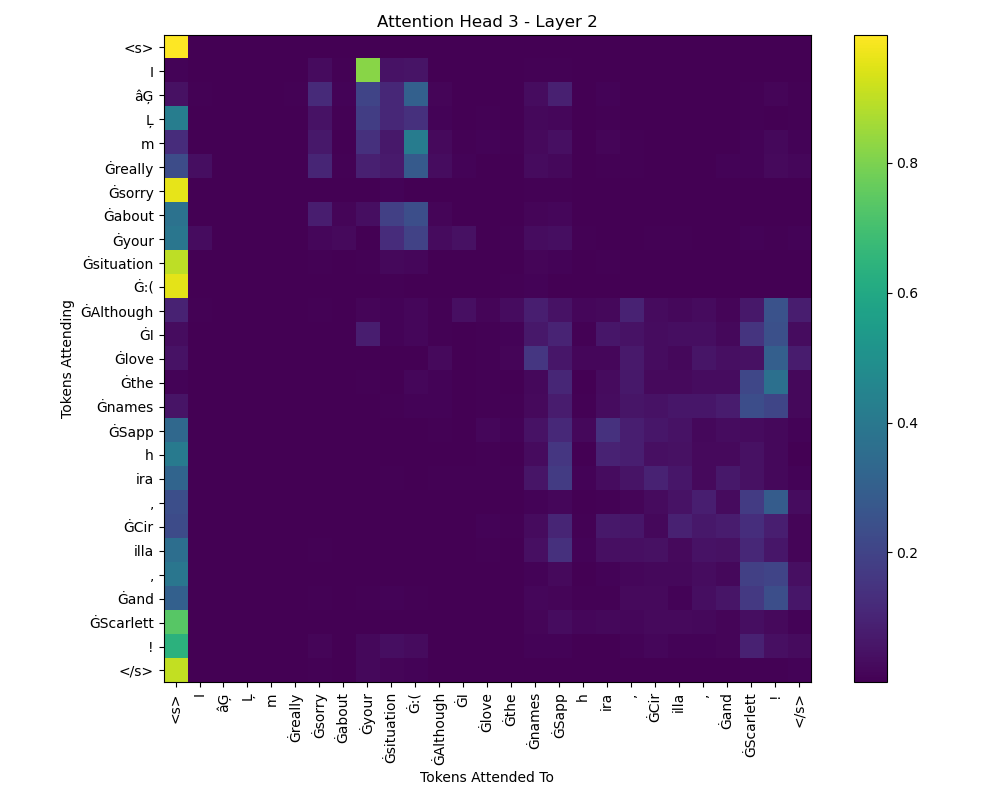 Attention Head 3 - Layer 2
<s>
I
âĢ
Ļ
m
Ġreally
Ġsorry
Ġabout
Ġyour
Ġsituation
Ġ:(
ĠAlthough
ĠI
Ġlove
Ġthe
Ġnames
ĠSapp
h
ira
,
ĠCir
illa
,
Ġand
ĠScarlett
!
</s>
Tokens Attending
<s>
I
âĢ
Ļ
m
Ġreally
Ġsorry
Ġabout
Ġyour
Ġsituation
Ġ:(
ĠAlthough
ĠI
Ġlove
Ġthe
Ġnames
ĠSapp
h
ira
,
ĠCir
illa
,
Ġand
ĠScarlett
!
</s>
Tokens Attended To
0.8
0.6
0.4
0.2